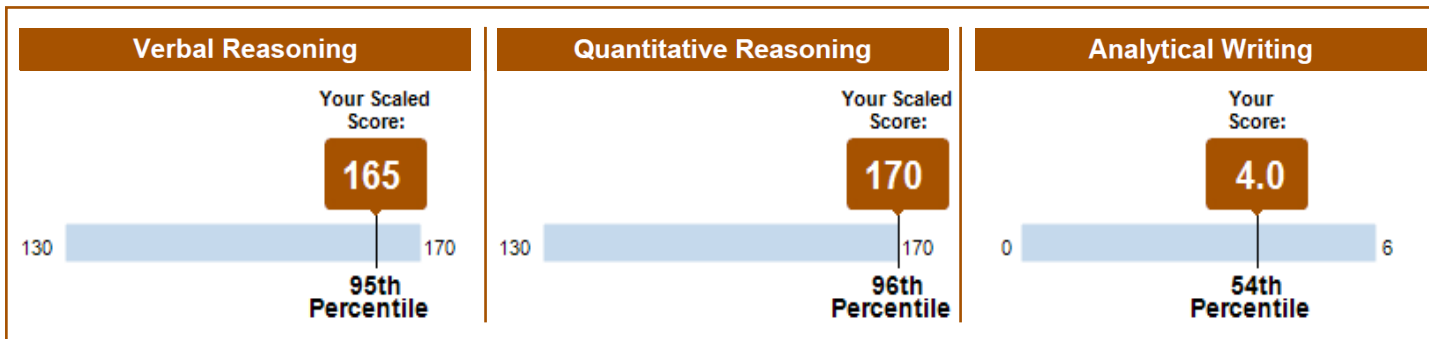 Verbal Reasoning
Your Scaled
Score:
165
130
170
95th
Percentile
Quantitative Reasoning
Your Scaled
Score:
170
130
170
96th
Percentile
Analytical Writing
Your
Score:
4.0
0
6
54th
Percentile